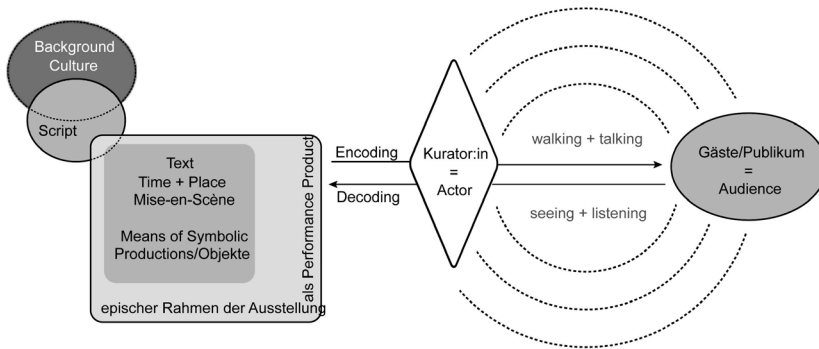 Background
Culture
Script
Text
Time + Place
Mise-en-Scène
Means of Symbolic
Productions/Objekte
als Performance Product
epischer Rahmen der Ausstellung
Encoding
Decoding
Kurator:in
=
Actor
walking + talking
seeing + listening
Gäste/Publikum
=
Audience